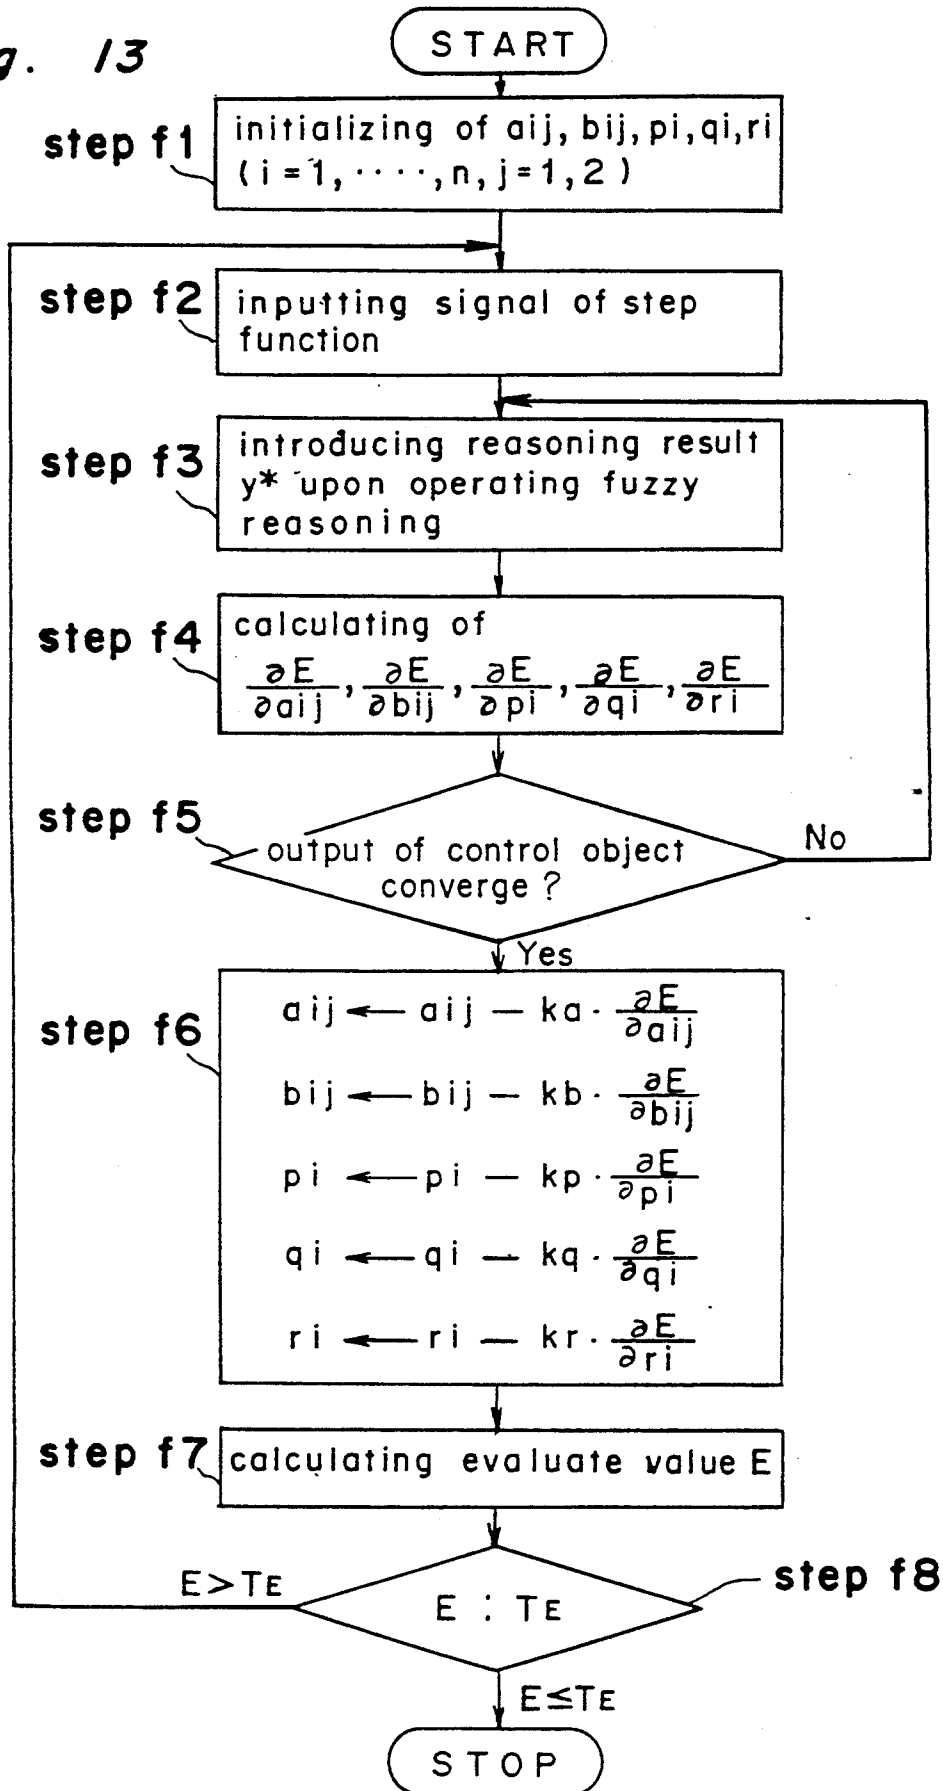 g. 13
START
step f1
initializing of aij, bij, pi, qi, ri
( i = 1, ····, n, j = 1, 2 )
step f2
inputting signal of step
function
step f3
introducing reasoning result
y* upon operating fuzzy
reasoning
step f4
calculating of
∂E/∂aij, ∂E/∂bij, ∂E/∂pi, ∂E/∂qi, ∂E/∂ri
step f5
output of control object
converge ?
No
Yes
step f6
aij ← aij − ka · ∂E/∂aij
bij ← bij − kb · ∂E/∂bij
pi ← pi − kp · ∂E/∂pi
qi ← qi − kq · ∂E/∂qi
ri ← ri − kr · ∂E/∂ri
step f7
calculating evaluate value E
E > TE
step f8
E : TE
E ≤ TE
STOP